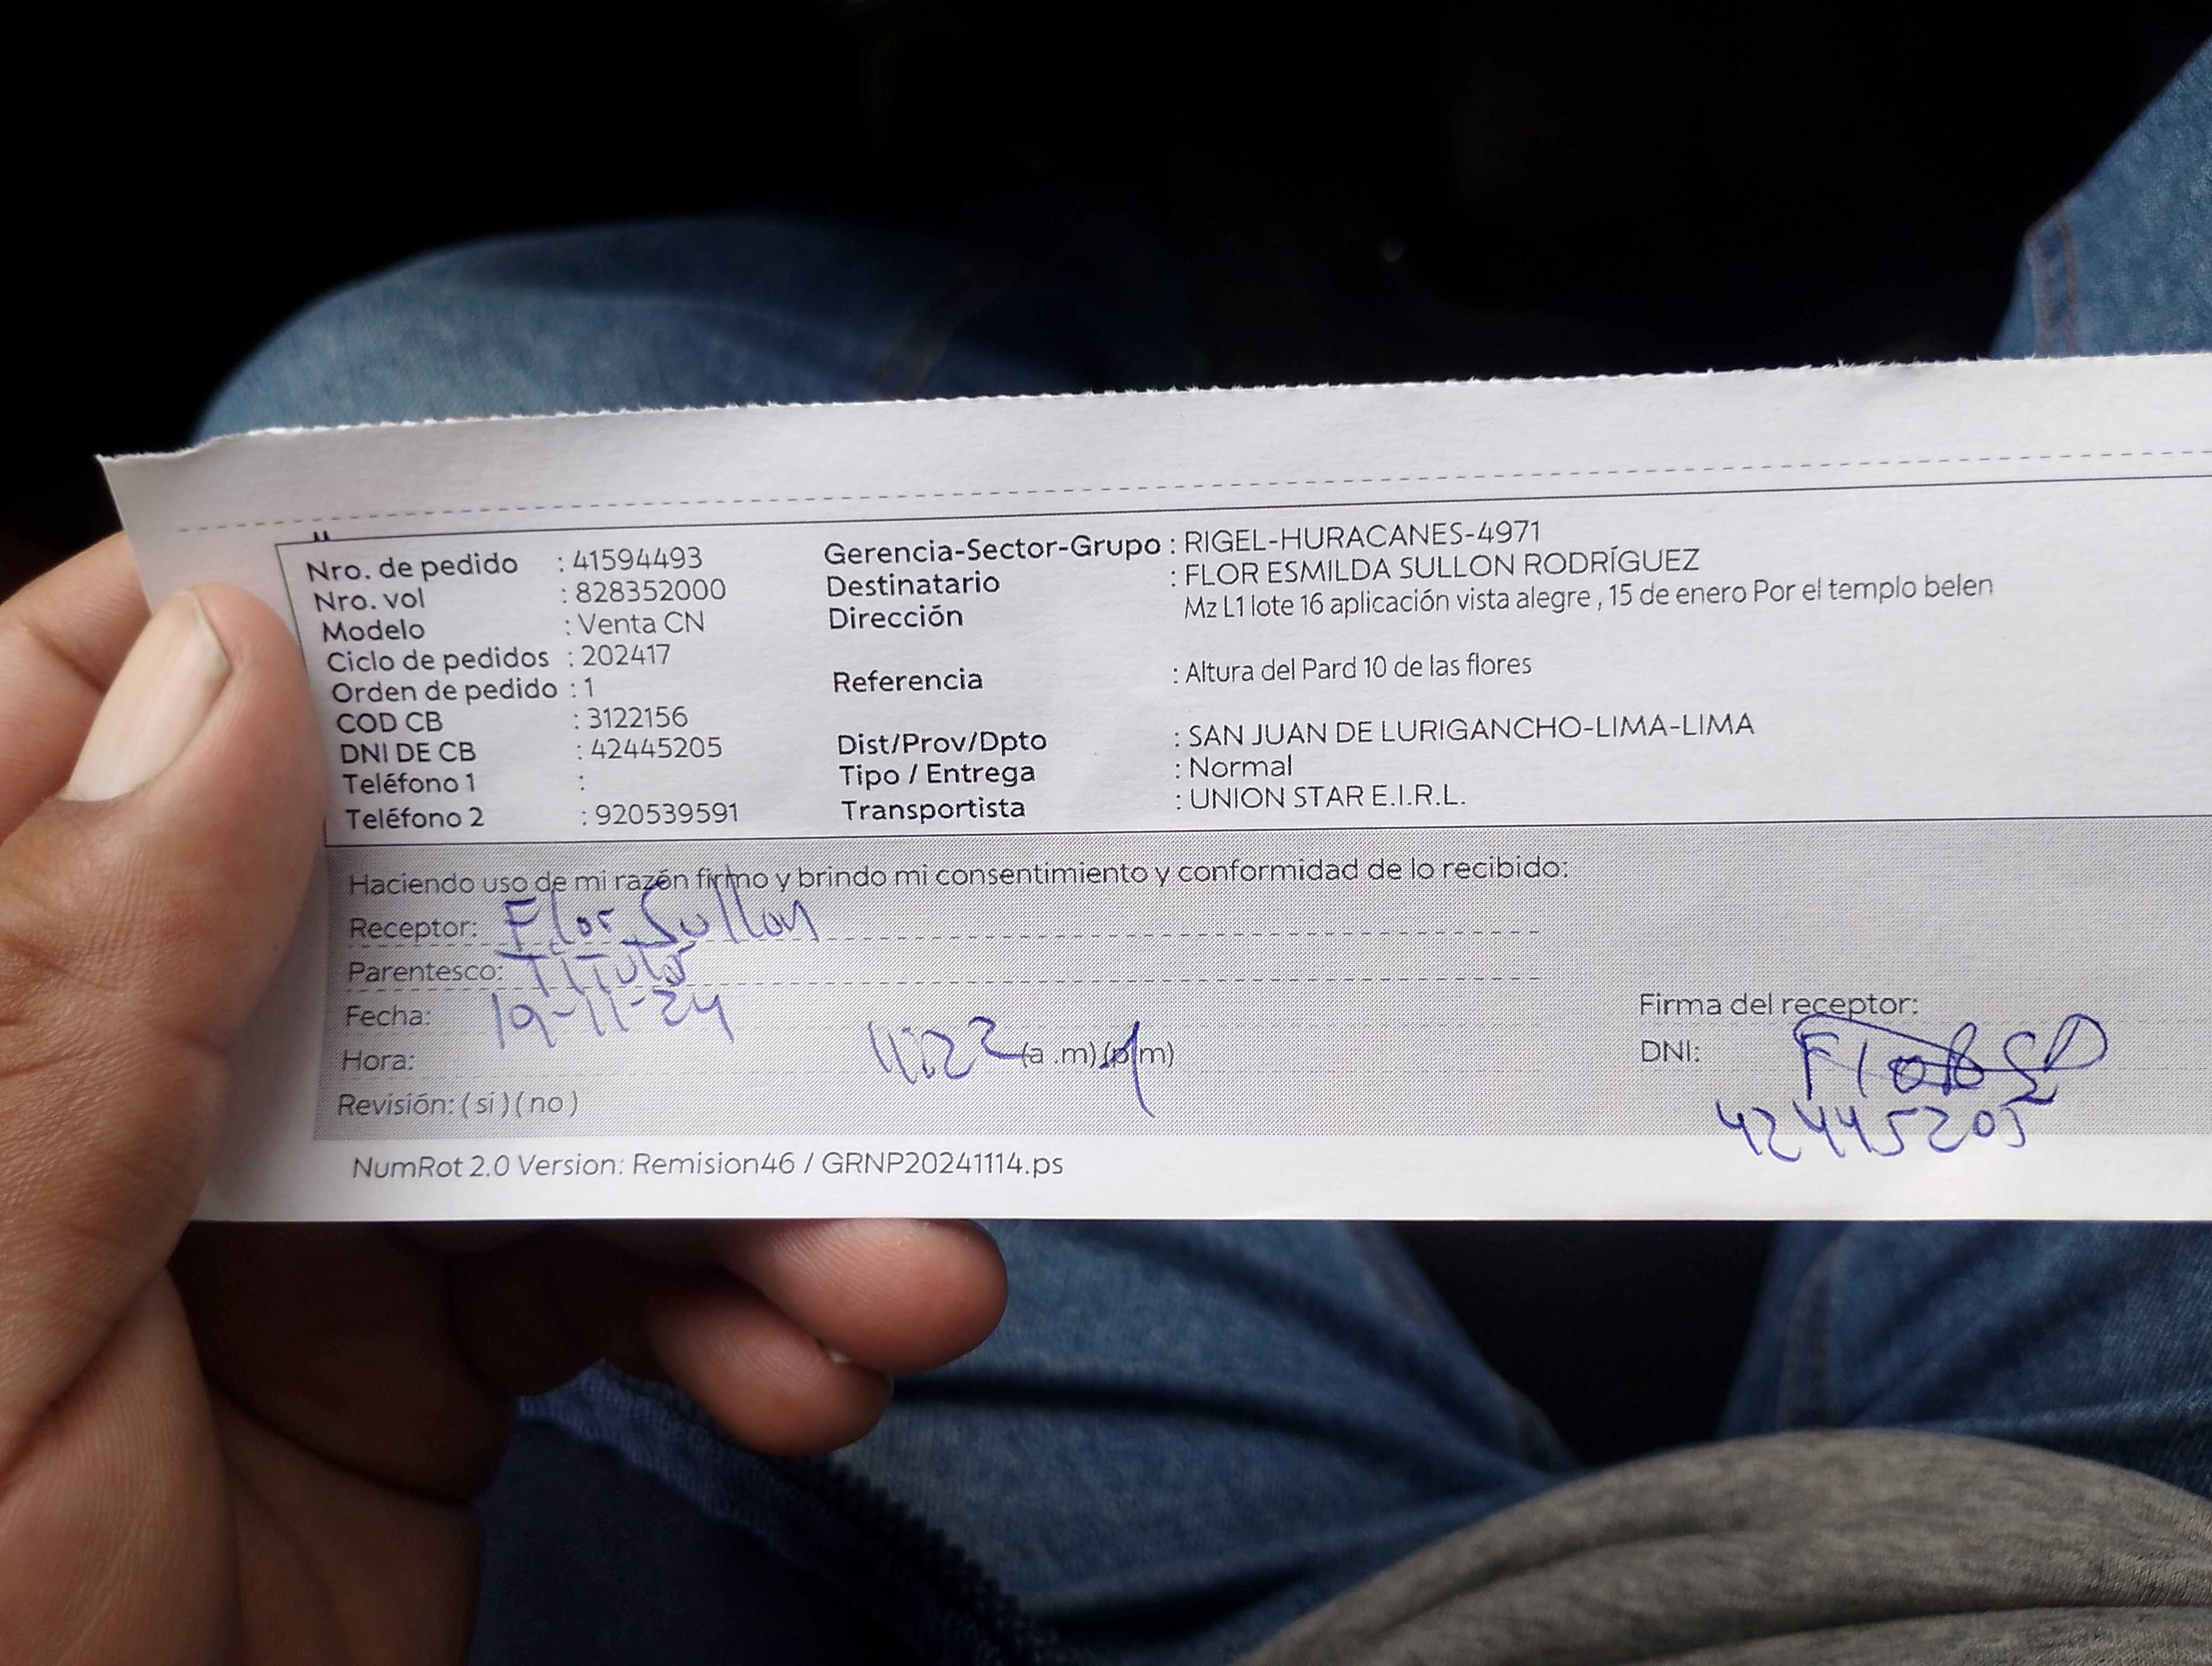 Nro. de pedido : 41594493
Nro. vol : 828352000
Modelo : Venta CN
Ciclo de pedidos : 202417
Orden de pedido : 1
COD CB : 3122156
DNI DE CB : 42445205
Teléfono 1 :
Teléfono 2 : 920539591
Gerencia-Sector-Grupo : RIGEL-HURACANES-4971
Destinatario : FLOR ESMILDA SULLON RODRÍGUEZ
Dirección Mz L1 lote 16 aplicación vista alegre , 15 de enero Por el templo belen
Referencia : Altura del Pard 10 de las flores
Dist/Prov/Dpto : SAN JUAN DE LURIGANCHO-LIMA-LIMA
Tipo / Entrega : Normal
Transportista : UNION STAR E.I.R.L.
Haciendo uso de mi razón firmo y brindo mi consentimiento y conformidad de lo recibido:
Receptor: Flor Sullon
Parentesco:
Fecha: 19-11-24
Hora: (a .m) (p.m)
Revisión: ( si ) ( no )
Firma del receptor:
DNI: Flor
42445205
NumRot 2.0 Version: Remision46 / GRNP20241114.ps